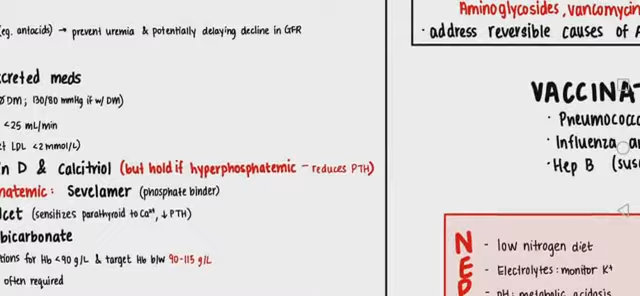 (eg. antacids) → prevent uremia & potentially delaying decline in GFR
creted meds
DM; 130/80 mmHg if w/ DM)
<25 mL/min
LDL <2 mmol/L)
in D & Calcitriol (but hold if hyperphosphatemic - reduces PTH)
natemic: Sevelamer (phosphate binder)
lcet (sensitizes parathyroid to Ca²⁺, ↓ PTH)
bicarbonate
tions for Hb <90 g/L & target Hb b/w 90-115 g/L
often required
Aminoglycosides, vancomycin
· address reversible causes of A
VACCINAT
· Pneumococc
· Influenza an
· Hep B (sus
N - low nitrogen diet
E - Electrolytes: monitor K⁺
P - pH: metabolic acidosis